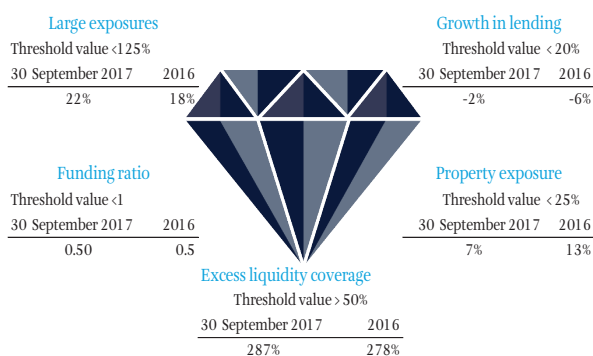 Large exposures
Threshold value <125%
30 September 2017 2016
22% 18%
Growth in lending
Threshold value < 20%
30 September 2017 2016
-2% -6%
Funding ratio
Threshold value <1
30 September 2017 2016
0.50 0.5
Property exposure
Threshold value < 25%
30 September 2017 2016
7% 13%
Excess liquidity coverage
Threshold value > 50%
30 September 2017 2016
287% 278%